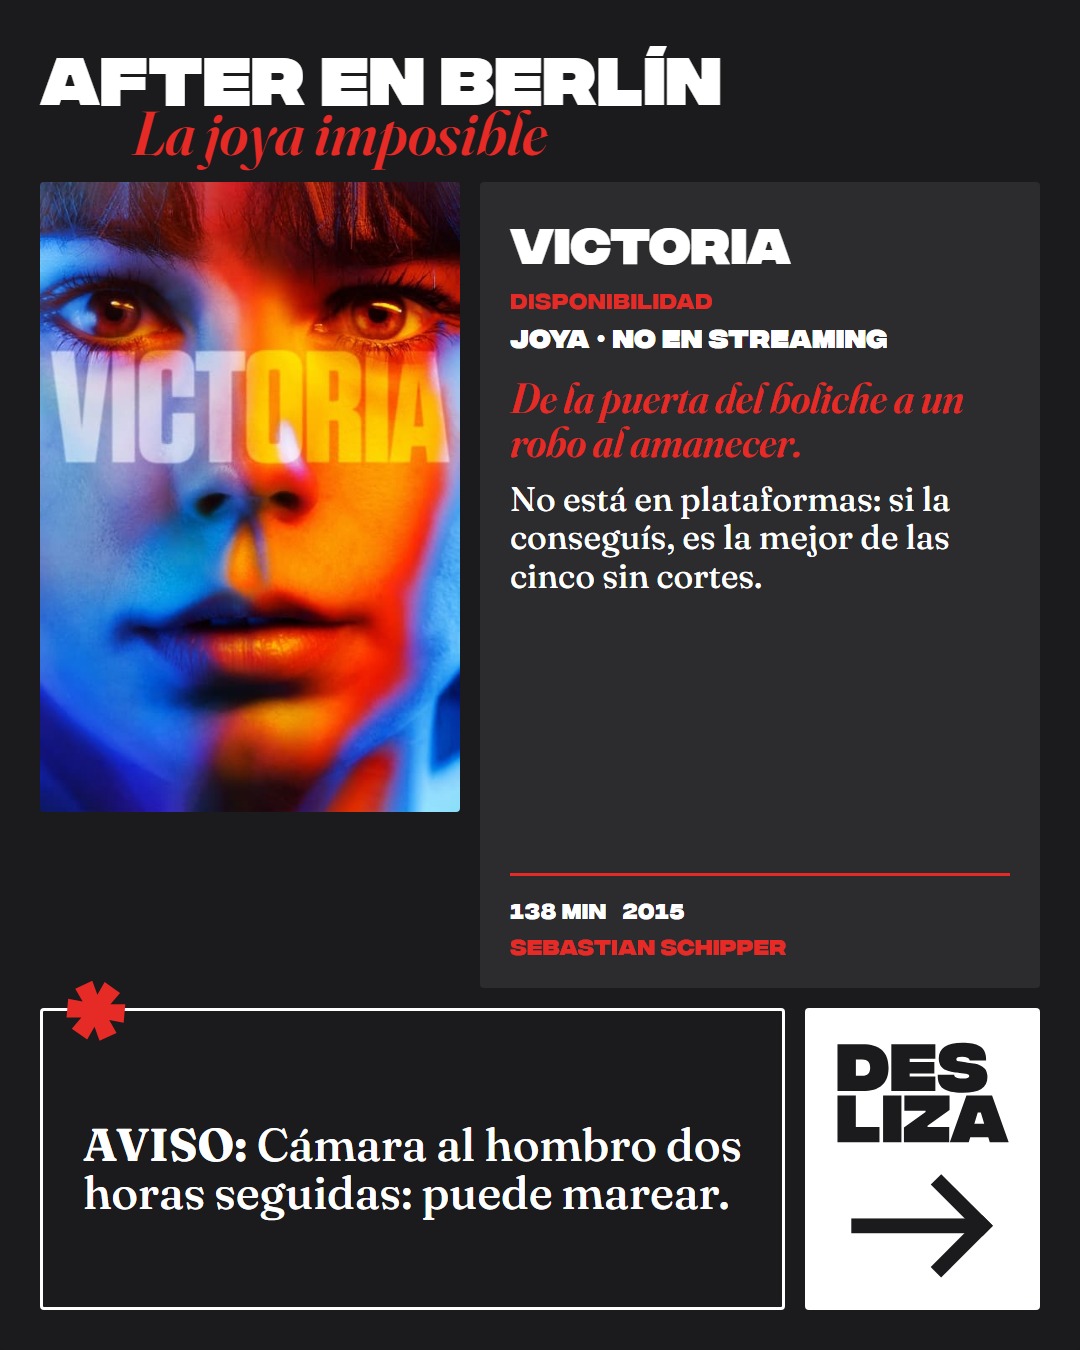 AFTER EN BERLÍN
La joya imposible
VICTORIA
VICTORIA
DISPONIBILIDAD
JOYA · NO EN STREAMING
De la puerta del boliche a un
robo al amanecer.
No está en plataformas: si la
conseguís, es la mejor de las
cinco sin cortes.
138 MIN 2015
SEBASTIAN SCHIPPER
AVISO: Cámara al hombro dos
horas seguidas: puede marear.
DES
LIZA